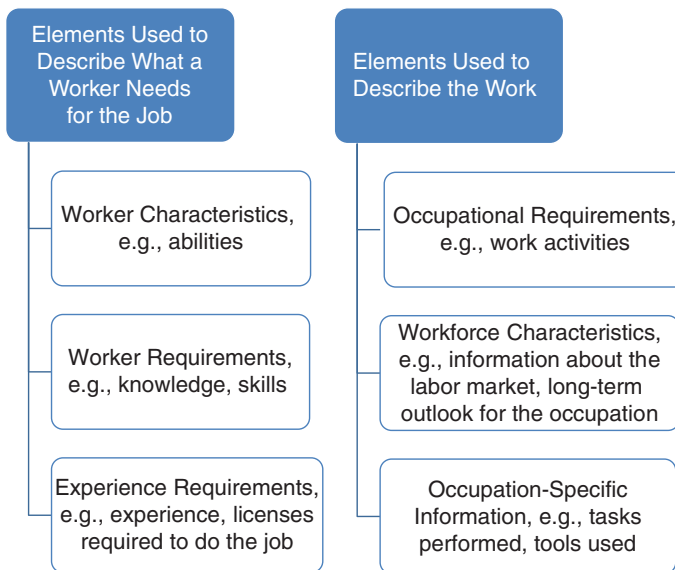 Elements Used to
Describe What a
Worker Needs
for the Job
Worker Characteristics,
e.g., abilities
Worker Requirements,
e.g., knowledge, skills
Experience Requirements,
e.g., experience, licenses
required to do the job
Elements Used to
Describe the Work
Occupational Requirements,
e.g., work activities
Workforce Characteristics,
e.g., information about the
labor market, long-term
outlook for the occupation
Occupation-Specific
Information, e.g., tasks
performed, tools used